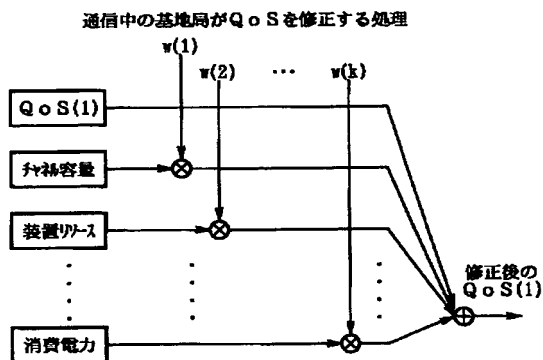 通信中の基地局がＱｏＳを修正する処理
w(1)
w(2) … w(k)
ＱｏＳ(1)
ﾁｬﾈﾙ容量
装置ﾘｿｰｽ
修正後の
ＱｏＳ(1)
消費電力